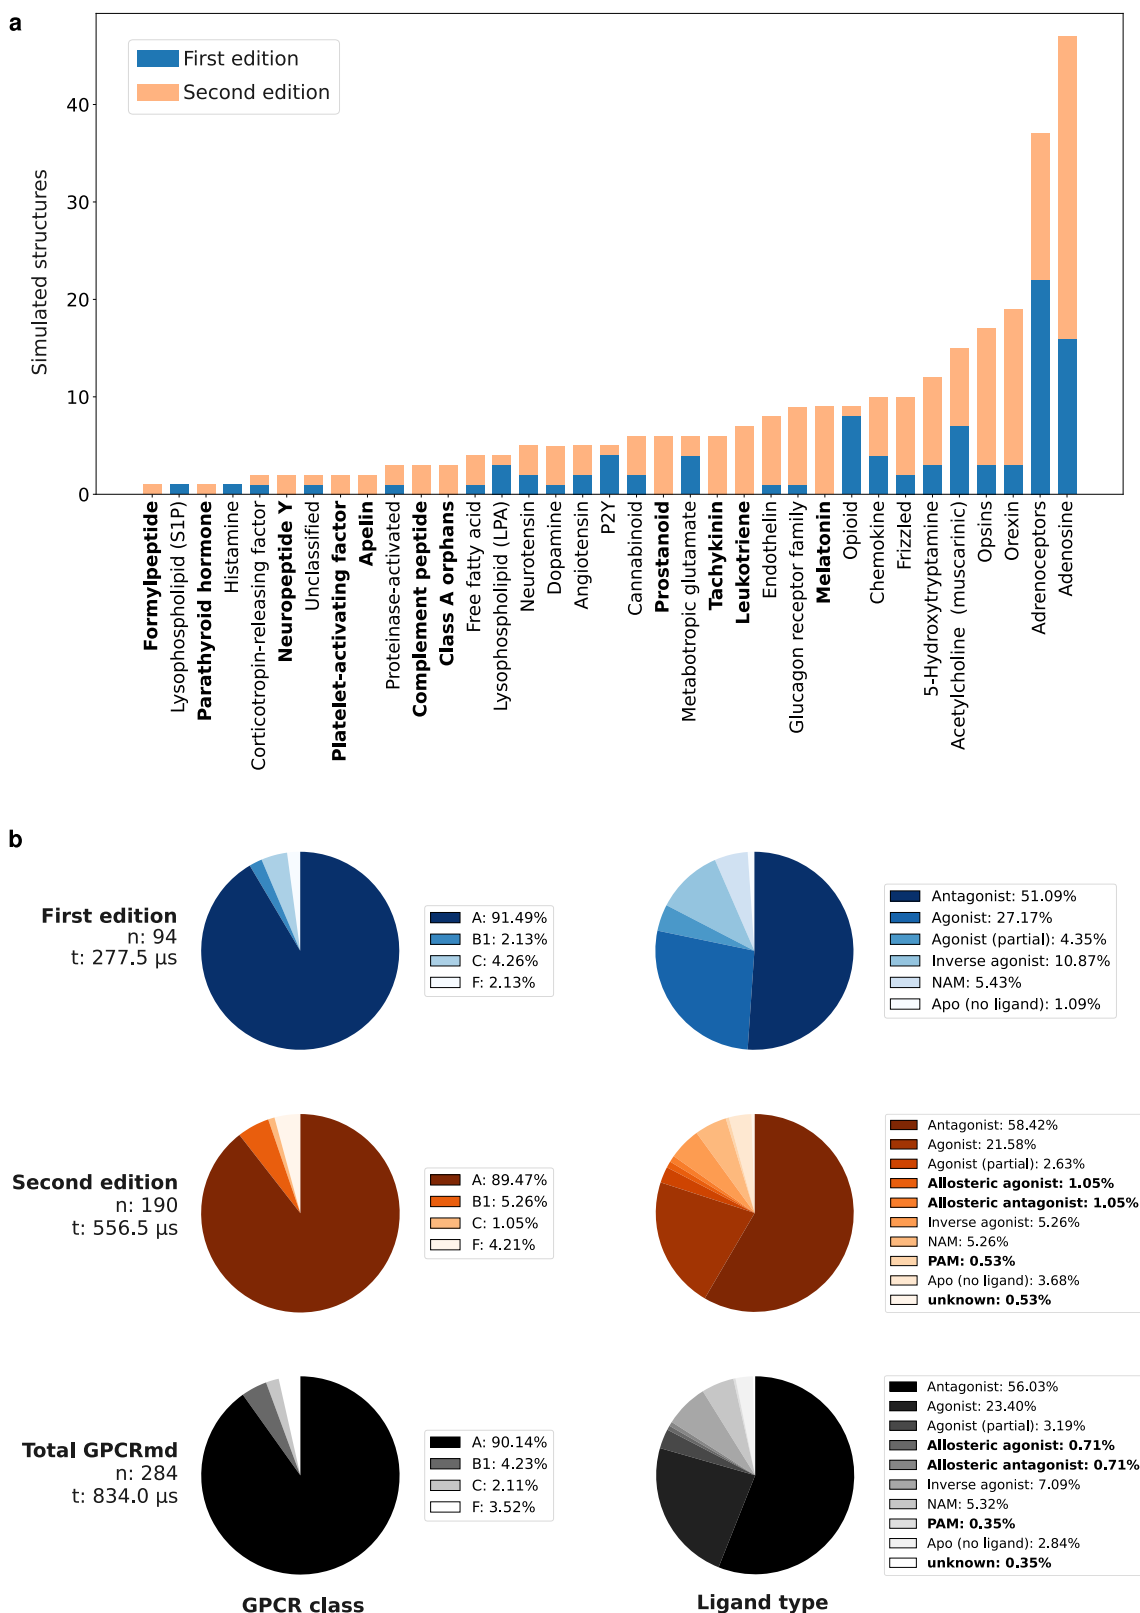 a
First edition
Second edition
Simulated structures
40
30
20
10
0
Formylpeptide
Lysophospholipid (S1P)
Parathyroid hormone
Histamine
Corticotropin-releasing factor
Neuropeptide Y
Unclassified
Platelet-activating factor
Apelin
Proteinase-activated
Complement peptide
Class A orphans
Free fatty acid
Lysophospholipid (LPA)
Neurotensin
Dopamine
Angiotensin
P2Y
Cannabinoid
Prostanoid
Metabotropic glutamate
Tachykinin
Leukotriene
Endothelin
Glucagon receptor family
Melatonin
Opioid
Chemokine
Frizzled
5-Hydroxytryptamine
Acetylcholine (muscarinic)
Opsins
Orexin
Adrenoceptors
Adenosine
b
First edition
n: 94
t: 277.5 μs
A: 91.49%
B1: 2.13%
C: 4.26%
F: 2.13%
Antagonist: 51.09%
Agonist: 27.17%
Agonist (partial): 4.35%
Inverse agonist: 10.87%
NAM: 5.43%
Apo (no ligand): 1.09%
Second edition
n: 190
t: 556.5 μs
A: 89.47%
B1: 5.26%
C: 1.05%
F: 4.21%
Antagonist: 58.42%
Agonist: 21.58%
Agonist (partial): 2.63%
Allosteric agonist: 1.05%
Allosteric antagonist: 1.05%
Inverse agonist: 5.26%
NAM: 5.26%
PAM: 0.53%
Apo (no ligand): 3.68%
unknown: 0.53%
Total GPCRmd
n: 284
t: 834.0 μs
A: 90.14%
B1: 4.23%
C: 2.11%
F: 3.52%
Antagonist: 56.03%
Agonist: 23.40%
Agonist (partial): 3.19%
Allosteric agonist: 0.71%
Allosteric antagonist: 0.71%
Inverse agonist: 7.09%
NAM: 5.32%
PAM: 0.35%
Apo (no ligand): 2.84%
unknown: 0.35%
GPCR class
Ligand type